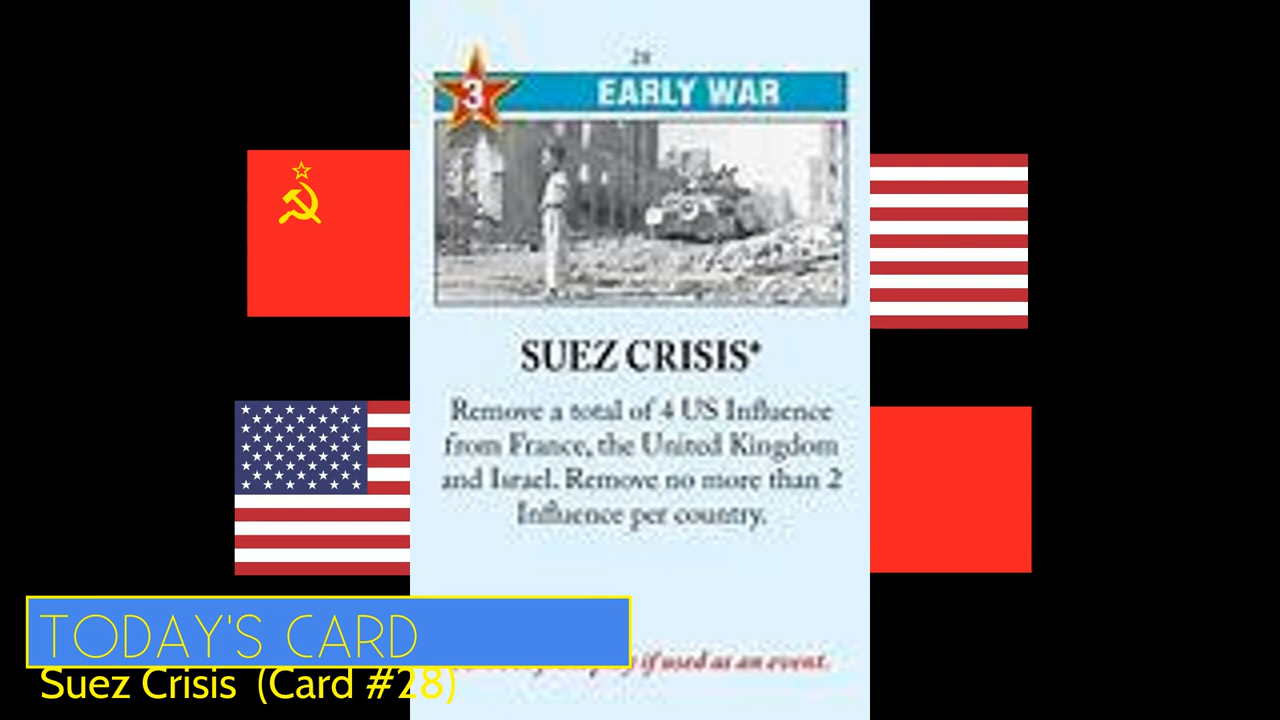 28
3
EARLY WAR
SUEZ CRISIS*
Remove a total of 4 US Influence
from France, the United Kingdom
and Israel. Remove no more than 2
Influence per country.
if used as an event.
TODAY'S CARD
Suez Crisis (Card #28)